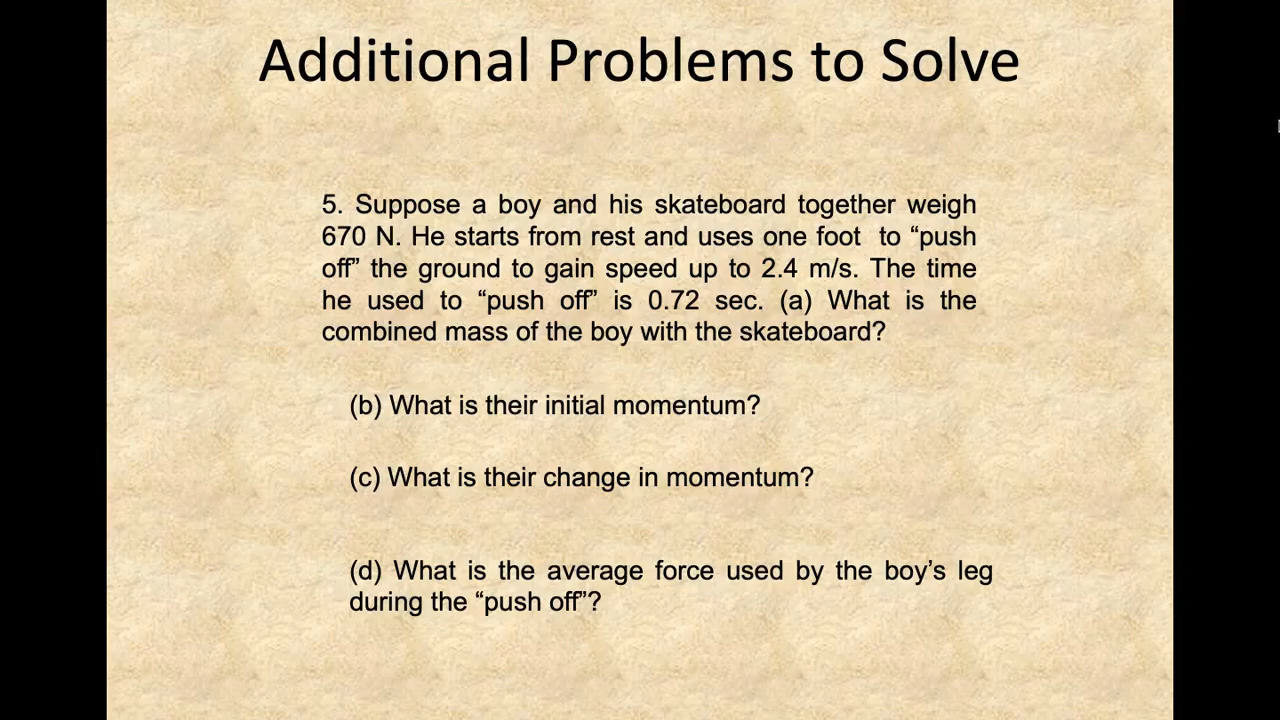 Additional Problems to Solve
5. Suppose a boy and his skateboard together weigh
670 N. He starts from rest and uses one foot  to “push
off” the ground to gain speed up to 2.4 m/s. The time
he used to “push off” is 0.72 sec. (a) What is the
combined mass of the boy with the skateboard?
(b) What is their initial momentum?
(c) What is their change in momentum?
(d) What is the average force used by the boy’s leg
during the “push off”?